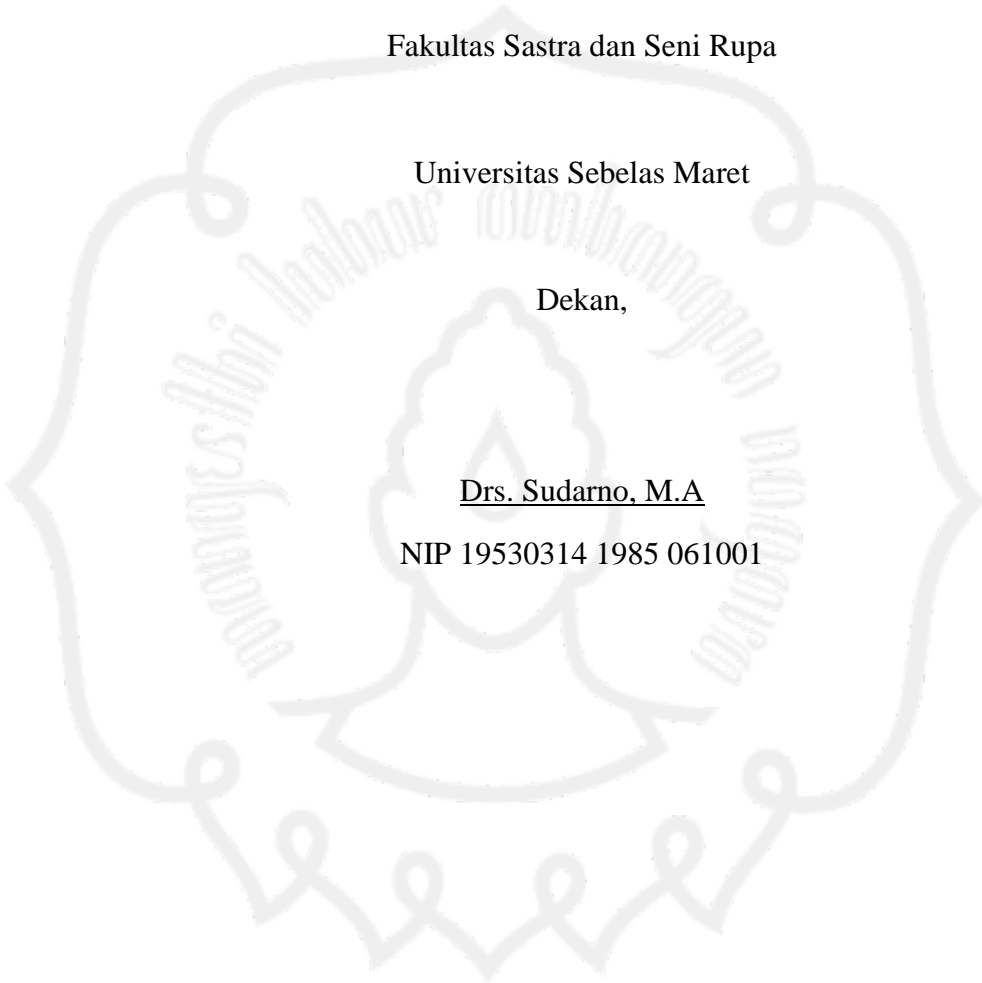 Fakultas Sastra dan Seni Rupa
Universitas Sebelas Maret
Dekan,
Drs. Sudarno, M.A
NIP 19530314 1985 061001